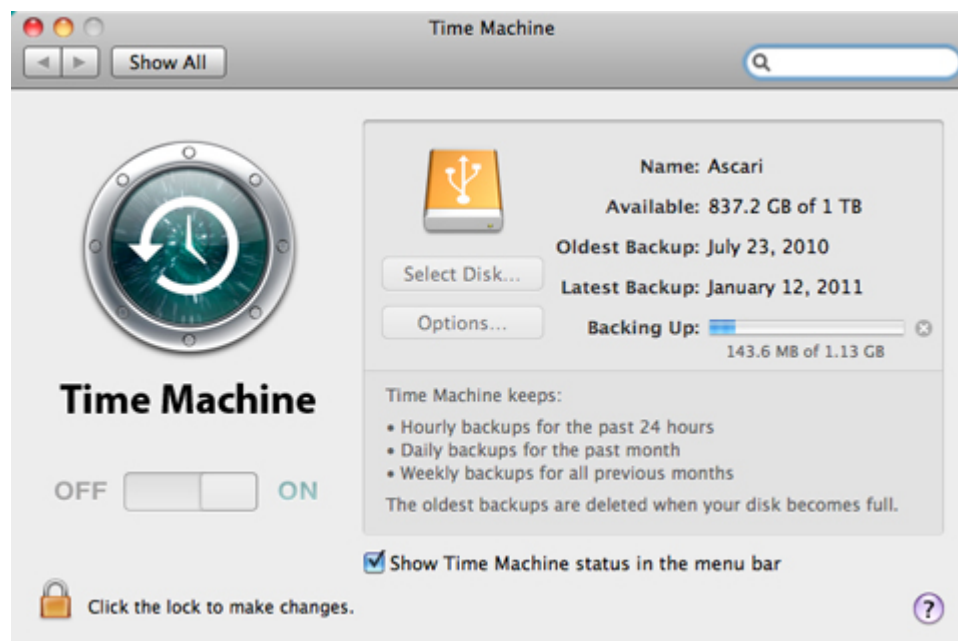 Time Machine
Show All
Name: Ascari
Available: 837.2 GB of 1 TB
Oldest Backup: July 23, 2010
Select Disk...
Latest Backup: January 12, 2011
Options...
Backing Up:
143.6 MB of 1.13 GB
Time Machine
OFF
ON
Time Machine keeps:
• Hourly backups for the past 24 hours
• Daily backups for the past month
• Weekly backups for all previous months
The oldest backups are deleted when your disk becomes full.
Show Time Machine status in the menu bar
Click the lock to make changes.
?